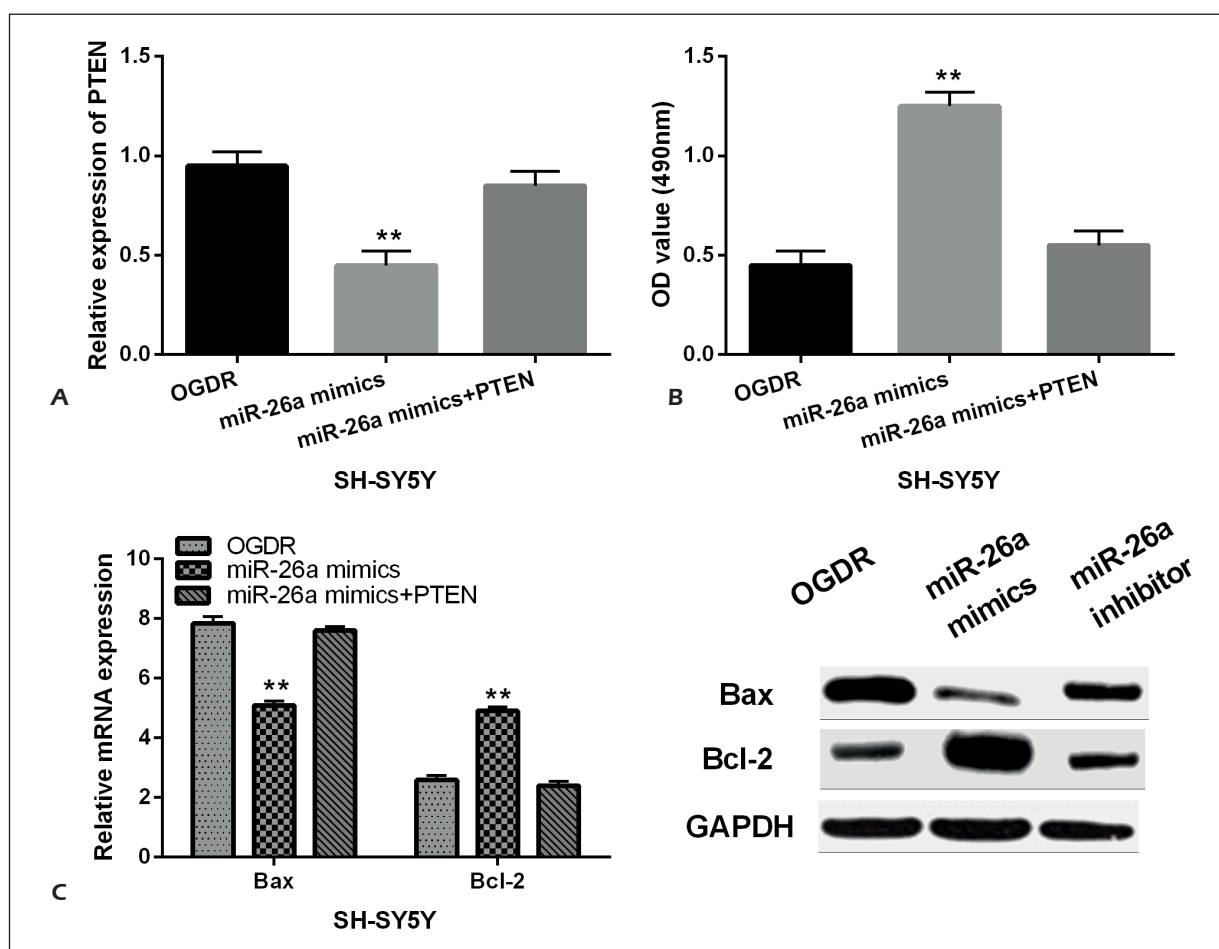 1.5
1.0
0.5
0.0
Relative expression of PTEN
**
OGDR
miR-26a mimics
miR-26a mimics+PTEN
SH-SY5Y
A
1.5
1.0
0.5
0.0
OD value (490nm)
**
OGDR
miR-26a mimics
miR-26a mimics+PTEN
SH-SY5Y
B
OGDR
miR-26a mimics
miR-26a mimics+PTEN
10
8
6
4
2
0
Relative mRNA expression
**
**
Bax
Bcl-2
SH-SY5Y
C
OGDR
miR-26a
mimics
miR-26a
inhibitor
Bax
Bcl-2
GAPDH